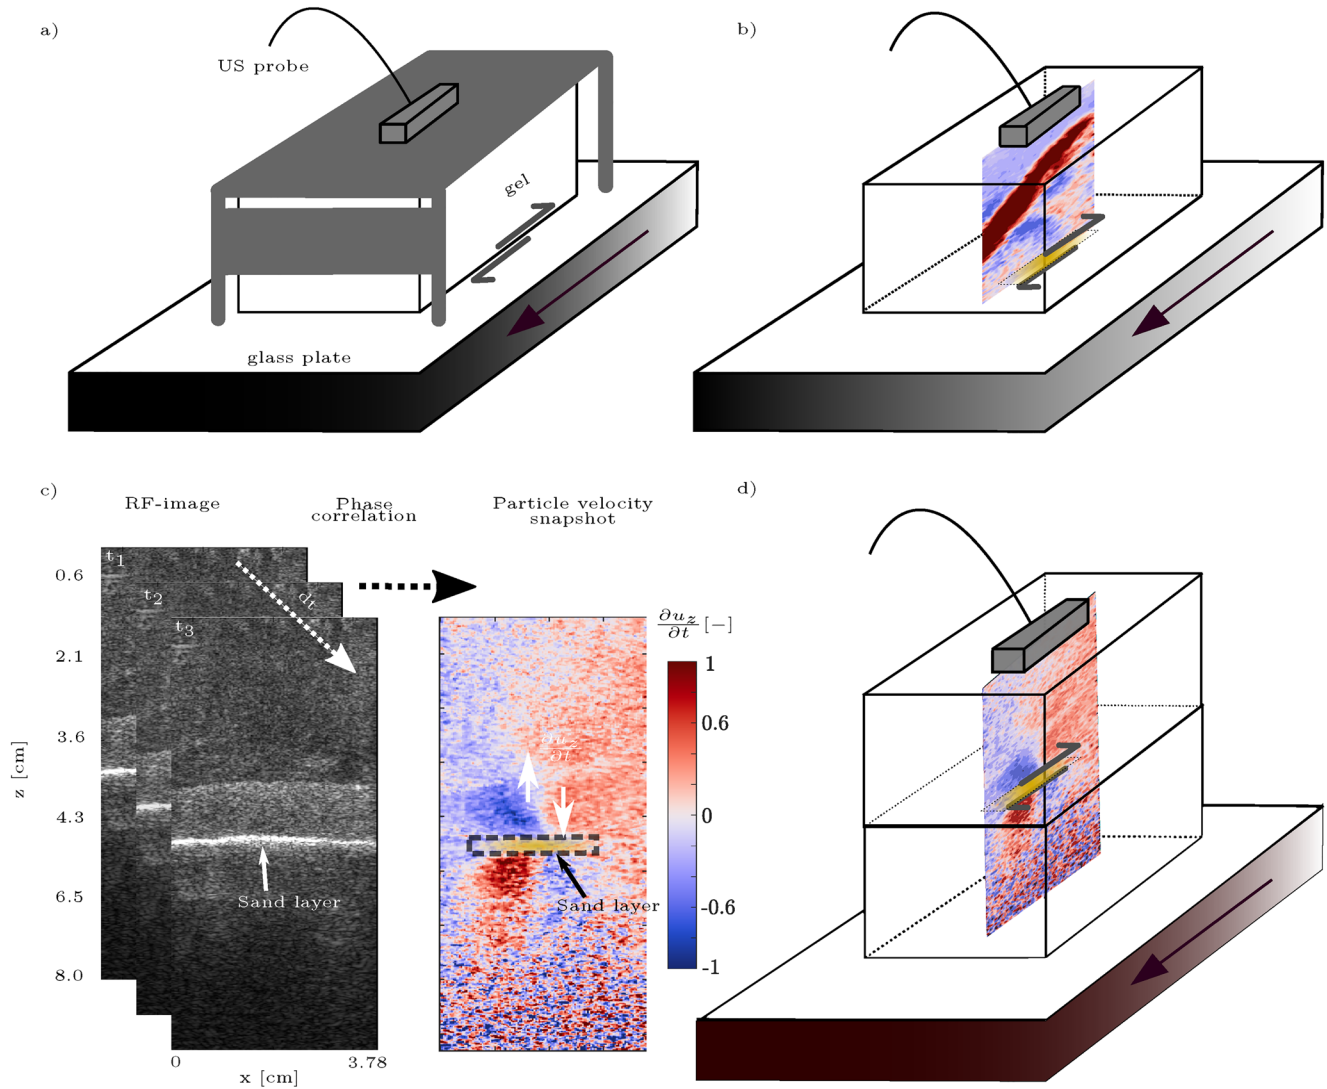 a)
US probe
gel
glass plate
b)
c)
RF-image
Phase
correlation
Particle velocity
snapshot
t₁
t₂
t₃
dt
0.6
2.1
3.6
4.3
6.5
8.0
z [cm]
Sand layer
0
3.78
x [cm]
∂u_z/∂t
Sand layer
∂u_z/∂t [-]
1
0.6
0
-0.6
-1
d)